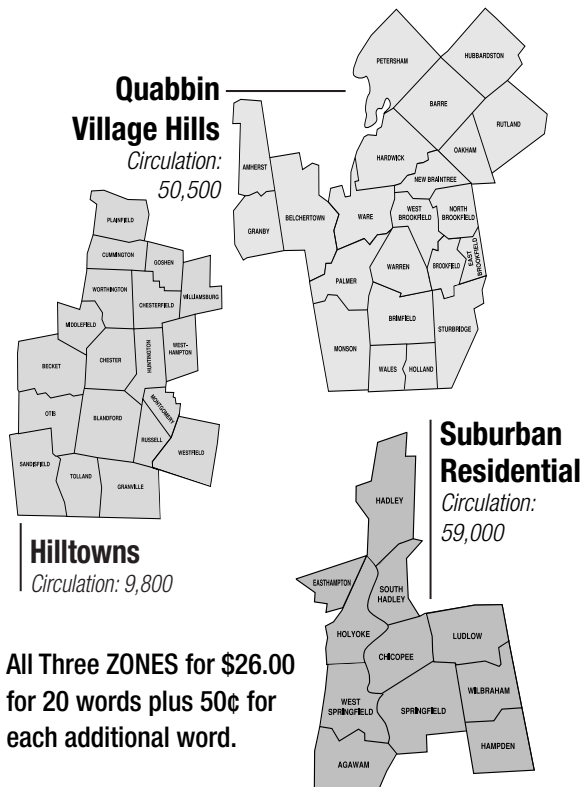 Quabbin
Village Hills
Circulation:
50,500
PETERSHAM
HUBBARDSTON
BARRE
RUTLAND
HARDWICK
OAKHAM
NEW BRAINTREE
AMHERST
GRANBY
BELCHERTOWN
WARE
WEST
BROOKFIELD
NORTH
BROOKFIELD
EAST
BROOKFIELD
BROOKFIELD
WARREN
PALMER
BRIMFIELD
STURBRIDGE
MONSON
WALES
HOLLAND
PLAINFIELD
CUMMINGTON
GOSHEN
WORTHINGTON
CHESTERFIELD
WILLIAMSBURG
MIDDLEFIELD
WEST-
HAMPTON
HUNTINGTON
CHESTER
BECKET
MONTGOMERY
OTIS
BLANDFORD
RUSSELL
WESTFIELD
SANDISFIELD
TOLLAND
GRANVILLE
Hilltowns
Circulation: 9,800
Suburban
Residential
Circulation:
59,000
HADLEY
EASTHAMPTON
SOUTH
HADLEY
HOLYOKE
CHICOPEE
LUDLOW
WILBRAHAM
WEST
SPRINGFIELD
SPRINGFIELD
HAMPDEN
AGAWAM
All Three ZONES for $26.00
for 20 words plus 50¢ for
each additional word.